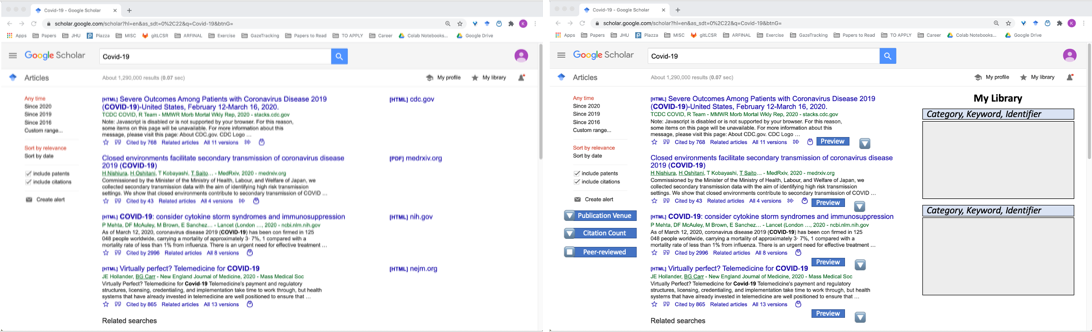 Covid-19 - Google Scholar
scholar.google.com/scholar?hl=en&as_sdt=0%2C22&q=Covid-19&btnG=
Apps Papers JHU Piazza MISC gitLCSR ARFINAL Exercise GazeTracking Papers TO APPLY Career Colab Notebooks... Google Drive
Google Scholar
Covid-19
Articles
About 1,290,000 results (0.07 sec)
My profile My library
Any time
Since 2020
Since 2019
Since 2016
Custom range...
Sort by relevance
Sort by date
include patents
include citations
Create alert
[HTML] Severe Outcomes Among Patients with Coronavirus Disease 2019
(COVID-19)-United States, February 12-March 16, 2020.
TCDC COVID, R Team - MMWR Morb Mortal Wkly Rep, 2020 - stacks.cdc.gov
Note: Javascript is disabled or is not supported by your browser. For this reason,
some items on this page will be unavailable. For more information about this
message, please visit this page: About CDC.gov. CDC Logo ...
Cited by 768 Related articles All 11 versions
[HTML] cdc.gov
Closed environments facilitate secondary transmission of coronavirus disease
2019 (COVID-19)
H Nishiura, H Oshitani, T Kobayashi, T Saito... - MedRxiv, 2020 - medrxiv.org
Commissioned by the Minister of the Ministry of Health, Labour, and Welfare of Japan, we
collected secondary transmission data with the aim of identifying high risk transmission
settings. We show that closed environments contribute to secondary transmission of COVID ...
Cited by 43 Related articles All 4 versions
[PDF] medrxiv.org
[HTML] COVID-19: consider cytokine storm syndromes and immunosuppression
P Mehta, DF McAuley, M Brown, E Sanchez... - Lancet (London ..., 2020 - ncbi.nlm.nih.gov
As of March 12, 2020, coronavirus disease 2019 (COVID-19) has been con firmed in 125
048 people worldwide, carrying a mortality of approximately 3· 7%, 1 compared with a
mortality rate of less than 1% from influenza. There is an urgent need for effective treatment ...
Cited by 2996 Related articles All 8 versions
[HTML] nih.gov
[HTML] Virtually perfect? Telemedicine for COVID-19
JE Hollander, BG Carr - New England Journal of Medicine, 2020 - Mass Medical Soc
Perfect? Telemedicine for Covid-19 Telemedicine's payment and regulatory
structures, licensing, credentialing, and implementation take time to work through, but health
systems that have already invested in telemedicine are well positioned to ensure that ...
Cited by 865 Related articles All 13 versions
[HTML] nejm.org
Related searches
Covid-19 - Google Scholar
scholar.google.com/scholar?hl=en&as_sdt=0%2C22&q=Covid-19&btnG=
Apps Papers JHU Piazza MISC gitLCSR ARFINAL Exercise GazeTracking Papers TO APPLY Career Colab Notebooks Google Drive
Google Scholar
Covid-19
Articles
About 1,290,000 results (0.07 sec)
My profile My library
Any time
Since 2020
Since 2019
Since 2016
Custom range...
Sort by relevance
Sort by date
include patents
include citations
Create alert
Publication Venue
Citation Count
Peer-reviewed
[HTML] Severe Outcomes Among Patients with Coronavirus Disease 2019
(COVID-19)-United States, February 12-March 16, 2020.
TCDC COVID, R Team - MMWR Morb Mortal Wkly Rep, 2020 - stacks.cdc.gov
Note: Javascript is disabled or is not supported by your browser. For this reason,
some items on this page will be unavailable. For more information about this
message, please visit this page: About CDC.gov. CDC Logo ...
Cited by 768 Related articles All 11 versions
Preview
Closed environments facilitate secondary transmission of coronavirus disease
2019 (COVID-19)
H Nishiura, H Oshitani, T Kobayashi, T Saito... - MedRxiv, 2020 - medrxiv.org
Commissioned by the Minister of the Ministry of Health, Labour, and Welfare of Japan, we
collected secondary transmission data with the aim of identifying high risk transmission
settings. We show that closed environments contribute to secondary transmission of COVID ...
Cited by 43 Related articles All 4 versions
Preview
[HTML] COVID-19: consider cytokine storm syndromes and immunosuppression
P Mehta, DF McAuley, M Brown, E Sanchez... - Lancet (London ..., 2020 - ncbi.nlm.nih.gov
As of March 12, 2020, coronavirus disease 2019 (COVID-19) has been con firmed in 125
048 people worldwide, carrying a mortality of approximately 3· 7%, 1 compared with a
mortality rate of less than 1% from influenza. There is an urgent need for effective treatment ...
Cited by 2996 Related articles All 8 versions
Preview
[HTML] Virtually perfect? Telemedicine for COVID-19
JE Hollander, BG Carr - New England Journal of Medicine, 2020 - Mass Medical Soc
Virtually Perfect? Telemedicine for Covid-19 Telemedicine's payment and regulatory
structures, licensing, credentialing, and implementation take time to work through, but health
systems that have already invested in telemedicine are well positioned to ensure that ...
Cited by 865 Related articles All 13 versions
Preview
Related searches
My Library
Category, Keyword, Identifier
Category, Keyword, Identifier